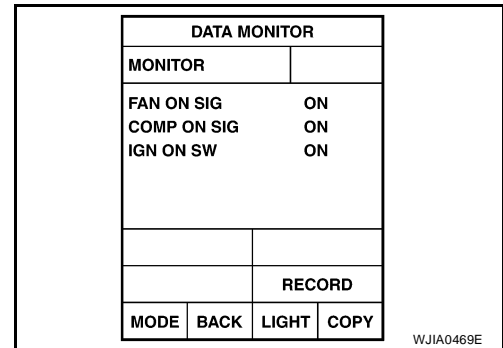 DATA MONITOR
MONITOR
FAN ON SIG ON
COMP ON SIG ON
IGN ON SW ON
RECORD
MODE BACK LIGHT COPY
WJIA0469E